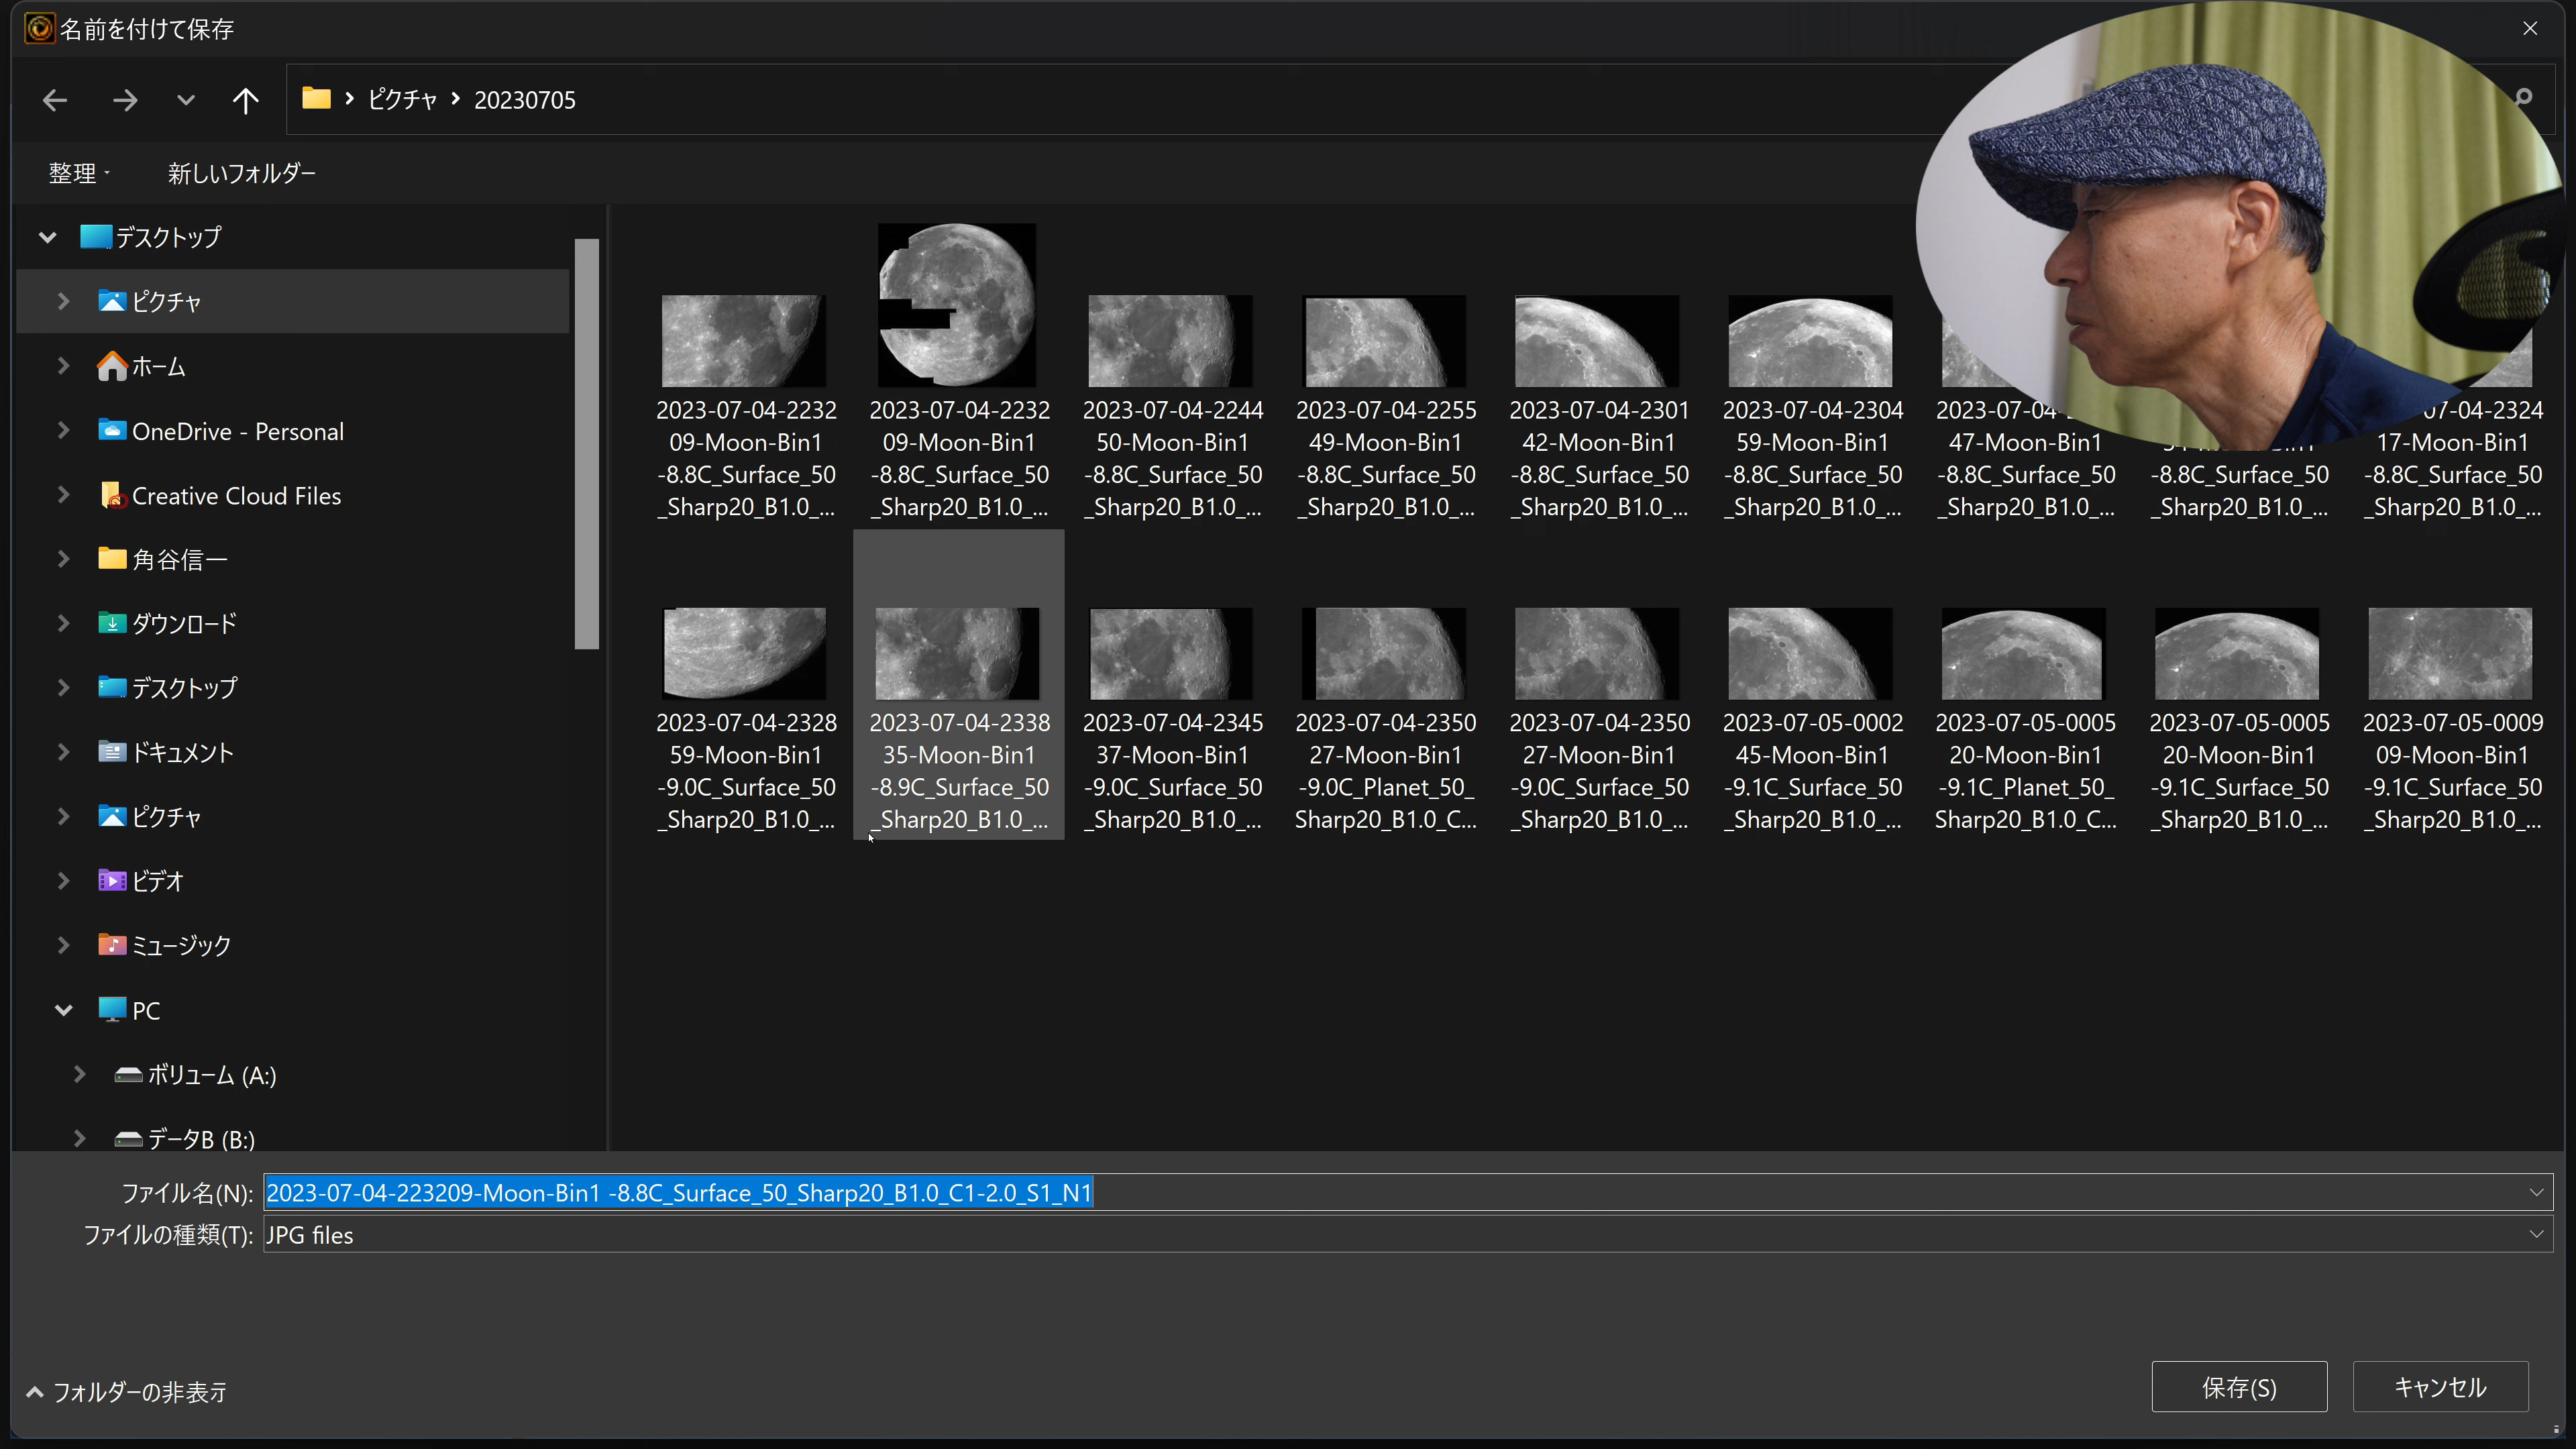 名前を付けて保存
ピクチャ
20230705
整理
新しいフォルダー
デスクトップ
ピクチャ
ホーム
OneDrive - Personal
Creative Cloud Files
角谷信一
ダウンロード
デスクトップ
ドキュメント
ピクチャ
ビデオ
ミュージック
PC
ボリューム (A:)
データB (B:)
2023-07-04-2232
09-Moon-Bin1
-8.8C_Surface_50
_Sharp20_B1.0_...
2023-07-04-2232
09-Moon-Bin1
-8.8C_Surface_50
_Sharp20_B1.0_...
2023-07-04-2244
50-Moon-Bin1
-8.8C_Surface_50
_Sharp20_B1.0_...
2023-07-04-2255
49-Moon-Bin1
-8.8C_Surface_50
_Sharp20_B1.0_...
2023-07-04-2301
42-Moon-Bin1
-8.8C_Surface_50
_Sharp20_B1.0_...
2023-07-04-2304
59-Moon-Bin1
-8.8C_Surface_50
_Sharp20_B1.0_...
2023-07-04-
47-Moon-Bin1
-8.8C_Surface_50
_Sharp20_B1.0_...
-8.8C_Surface_50
_Sharp20_B1.0_...
07-04-2324
17-Moon-Bin1
-8.8C_Surface_50
_Sharp20_B1.0_...
2023-07-04-2328
59-Moon-Bin1
-9.0C_Surface_50
_Sharp20_B1.0_...
2023-07-04-2338
35-Moon-Bin1
-8.9C_Surface_50
_Sharp20_B1.0_...
2023-07-04-2345
37-Moon-Bin1
-9.0C_Surface_50
_Sharp20_B1.0_...
2023-07-04-2350
27-Moon-Bin1
-9.0C_Planet_50_
Sharp20_B1.0_C...
2023-07-04-2350
27-Moon-Bin1
-9.0C_Surface_50
_Sharp20_B1.0_...
2023-07-05-0002
45-Moon-Bin1
-9.1C_Surface_50
_Sharp20_B1.0_...
2023-07-05-0005
20-Moon-Bin1
-9.1C_Planet_50_
Sharp20_B1.0_C...
2023-07-05-0005
20-Moon-Bin1
-9.1C_Surface_50
_Sharp20_B1.0_...
2023-07-05-0009
09-Moon-Bin1
-9.1C_Surface_50
_Sharp20_B1.0_...
ファイル名(N): 2023-07-04-223209-Moon-Bin1 -8.8C_Surface_50_Sharp20_B1.0_C1-2.0_S1_N1
ファイルの種類(T): JPG files
フォルダーの非表示
保存(S)
キャンセル